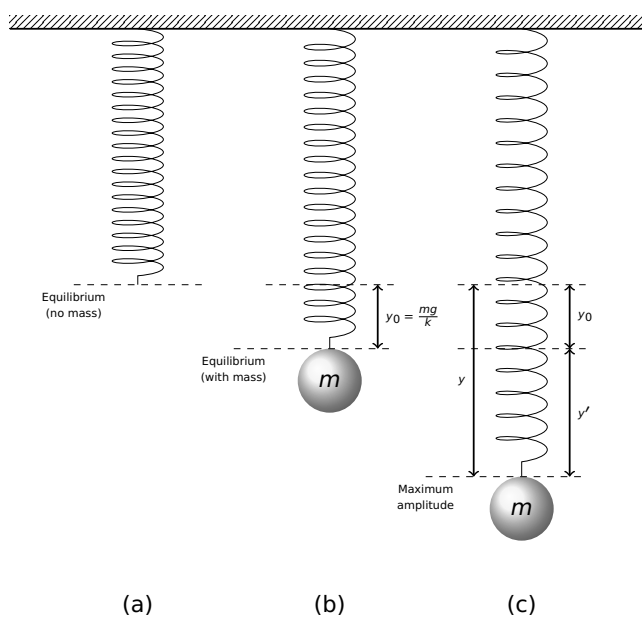 Equilibrium
(no mass)
y₀ = mg/k
Equilibrium
(with mass)
m
y₀
y
y′
Maximum
amplitude
m
(a) (b) (c)